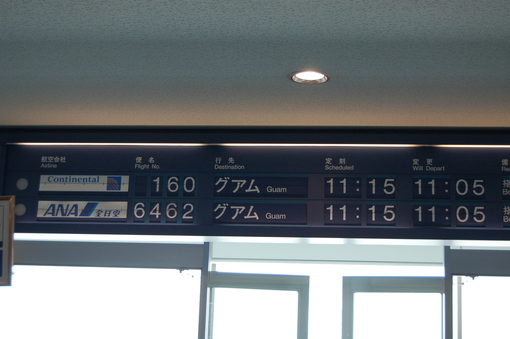 航空会社 便名 行先 定刻 変更 備
Airline Flight No. Destination Scheduled Will Depart
Continental 160 グアム Guam 11:15 11:05
ANA 全日空 6462 グアム Guam 11:15 11:05